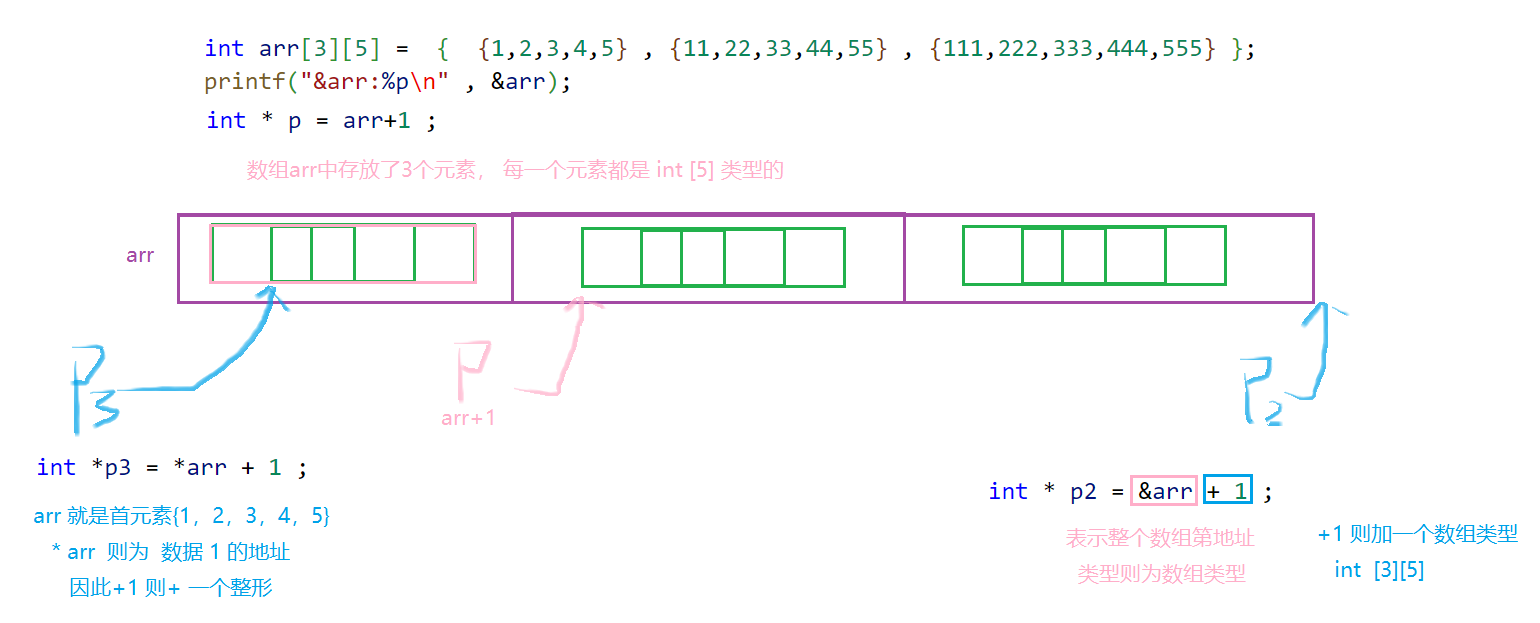 int arr[3][5] = { {1,2,3,4,5} , {11,22,33,44,55} , {111,222,333,444,555} };
printf("&arr:%p\n" , &arr);
int * p = arr+1 ;
数组arr中存放了3个元素， 每一个元素都是 int [5] 类型的
arr
P3
P
arr+1
P2
int *p3 = *arr + 1 ;
arr 就是首元素{1，2，3，4，5}
* arr 则为 数据 1 的地址
因此+1 则+ 一个整形
int * p2 = &arr + 1 ;
表示整个数组第地址
类型则为数组类型
+1 则加一个数组类型
int [3][5]